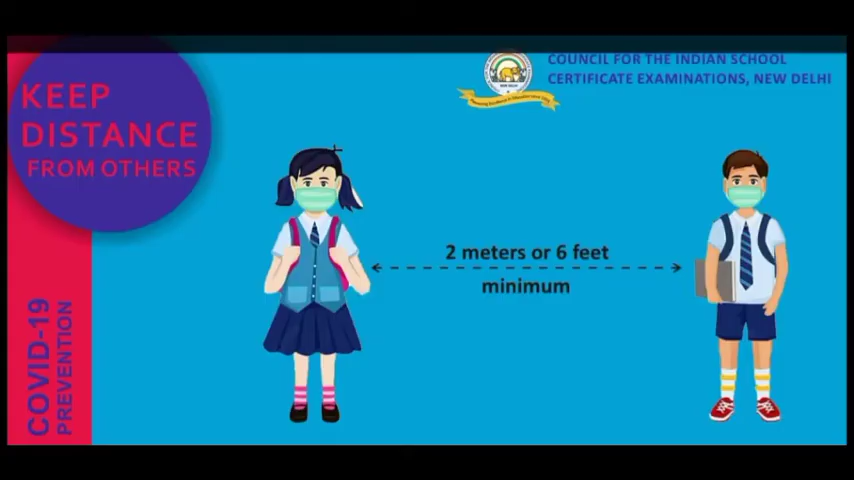 KEEP
DISTANCE
FROM OTHERS
COUNCIL FOR THE INDIAN SCHOOL
CERTIFICATE EXAMINATIONS, NEW DELHI
2 meters or 6 feet
minimum
COVID-19
PREVENTION